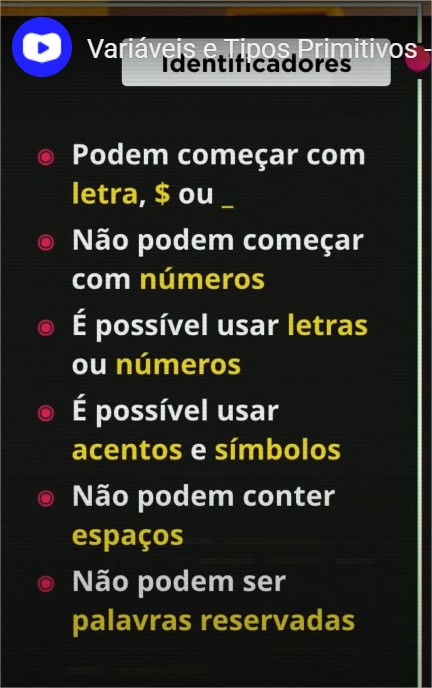 Variáveis e Tipos Primitivos -
Identificadores
Podem começar com
letra, $ ou _
Não podem começar
com números
É possível usar letras
ou números
É possível usar
acentos e símbolos
Não podem conter
espaços
Não podem ser
palavras reservadas